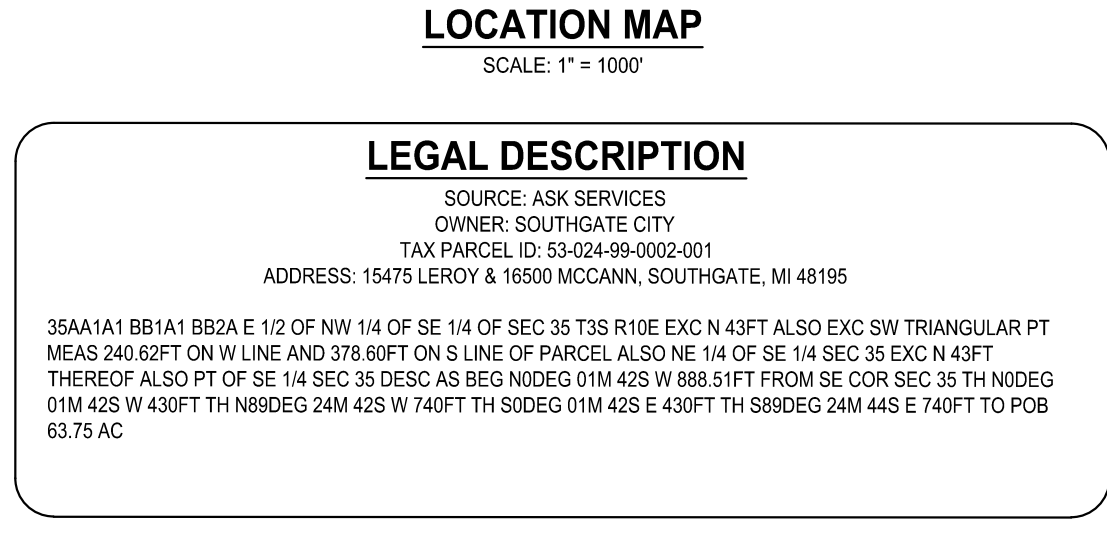 LOCATION MAP
SCALE: 1" = 1000'
LEGAL DESCRIPTION
SOURCE: ASK SERVICES
OWNER: SOUTHGATE CITY
TAX PARCEL ID: 53-024-99-0002-001
ADDRESS: 15475 LEROY & 16500 MCCANN, SOUTHGATE, MI 48195
35AA1A1 BB1A1 BB2A E 1/2 OF NW 1/4 OF SE 1/4 OF SEC 35 T3S R10E EXC N 43FT ALSO EXC SW TRIANGULAR PT
MEAS 240.62FT ON W LINE AND 378.60FT ON S LINE OF PARCEL ALSO NE 1/4 OF SE 1/4 SEC 35 EXC N 43FT
THEREOF ALSO PT OF SE 1/4 SEC 35 DESC AS BEG N0DEG 01M 42S W 888.51FT FROM SE COR SEC 35 TH N0DEG
01M 42S W 430FT TH N89DEG 24M 42S W 740FT TH S0DEG 01M 42S E 430FT TH S89DEG 24M 44S E 740FT TO POB
63.75 AC